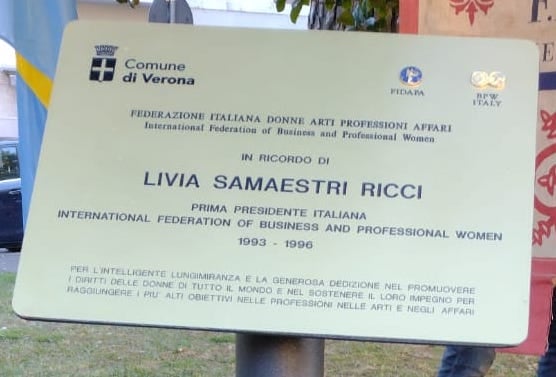 Comune
di Verona
FIDAPA
BPW
ITALY
FEDERAZIONE ITALIANA DONNE ARTI PROFESSIONI AFFARI
International Federation of Business and Professional Women
IN RICORDO DI
LIVIA SAMAESTRI RICCI
PRIMA PRESIDENTE ITALIANA
INTERNATIONAL FEDERATION OF BUSINESS AND PROFESSIONAL WOMEN
1993 - 1996
PER L'INTELLIGENTE LUNGIMIRANZA E LA GENEROSA DEDIZIONE NEL PROMUOVERE
I DIRITTI DELLE DONNE DI TUTTO IL MONDO E NEL SOSTENERE IL LORO IMPEGNO PER
RAGGIUNGERE I PIU' ALTI OBIETTIVI NELLE PROFESSIONI NELLE ARTI E NEGLI AFFARI